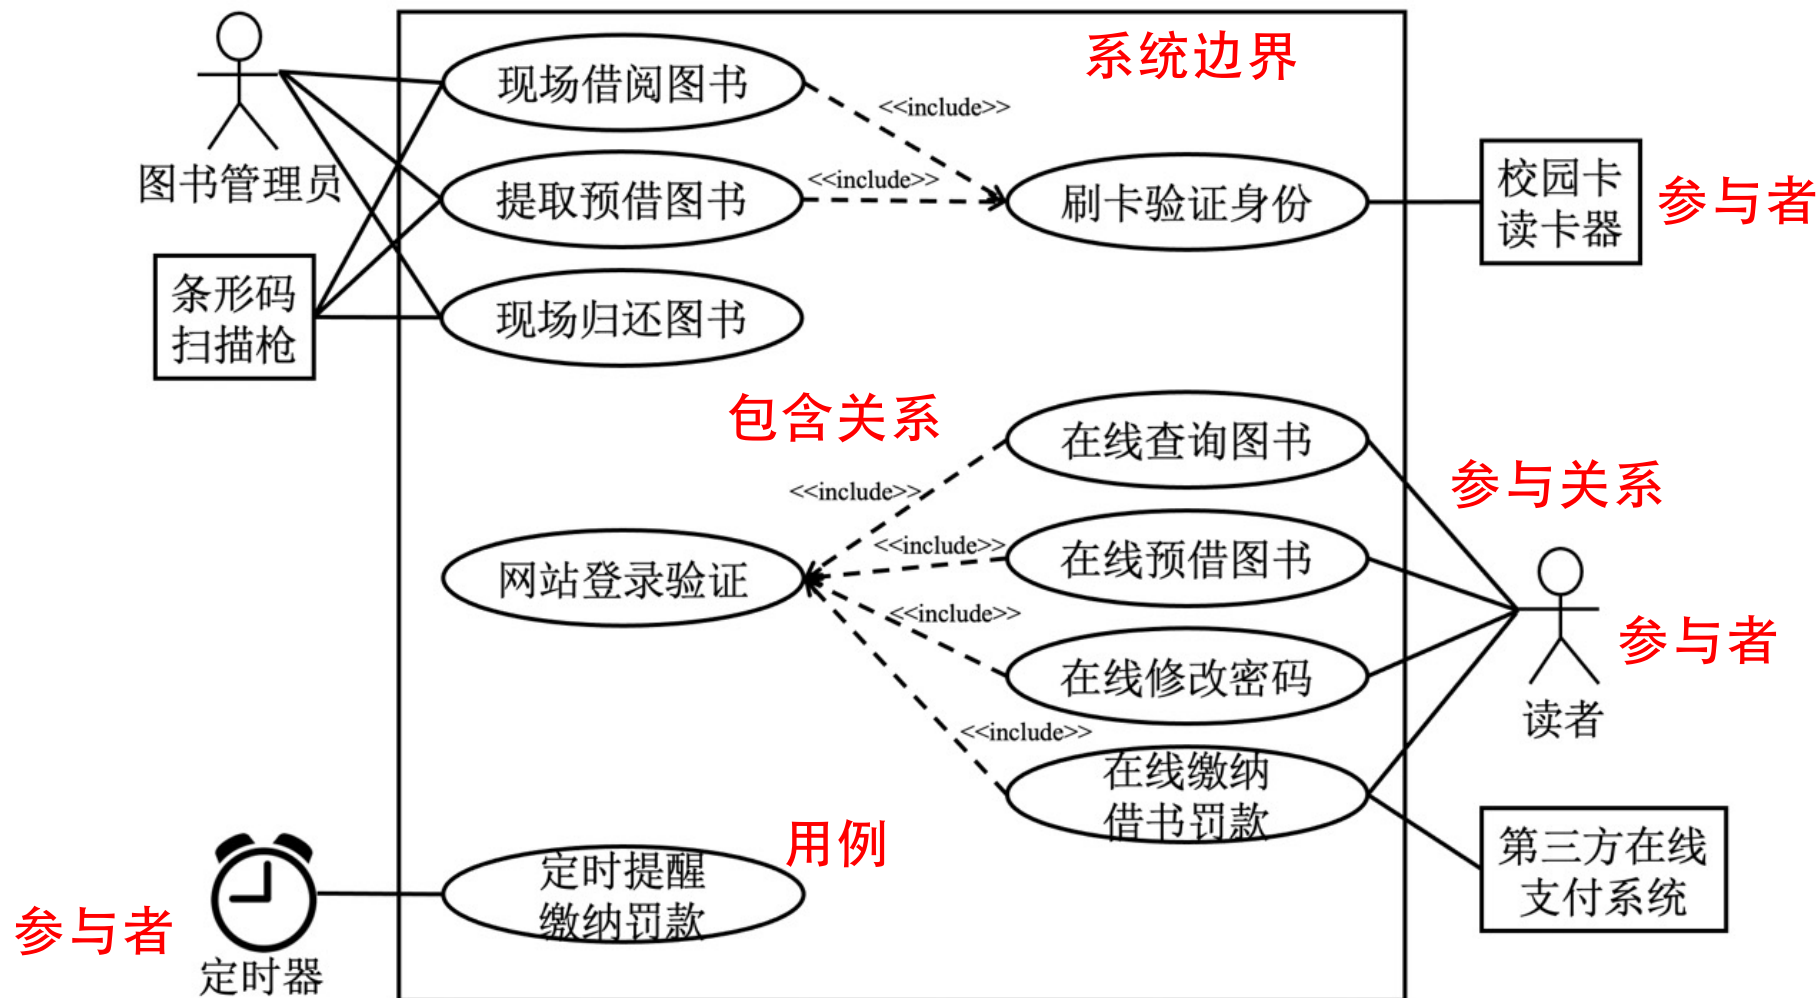 系统边界
现场借阅图书
<<include>>
图书管理员
提取预借图书
<<include>>
刷卡验证身份
校园卡
读卡器
参与者
条形码
扫描枪
现场归还图书
包含关系
在线查询图书
参与关系
<<include>>
网站登录验证
<<include>>
在线预借图书
<<include>>
在线修改密码
参与者
读者
<<include>>
在线缴纳
借书罚款
用例
第三方在线
支付系统
定时提醒
缴纳罚款
参与者
定时器